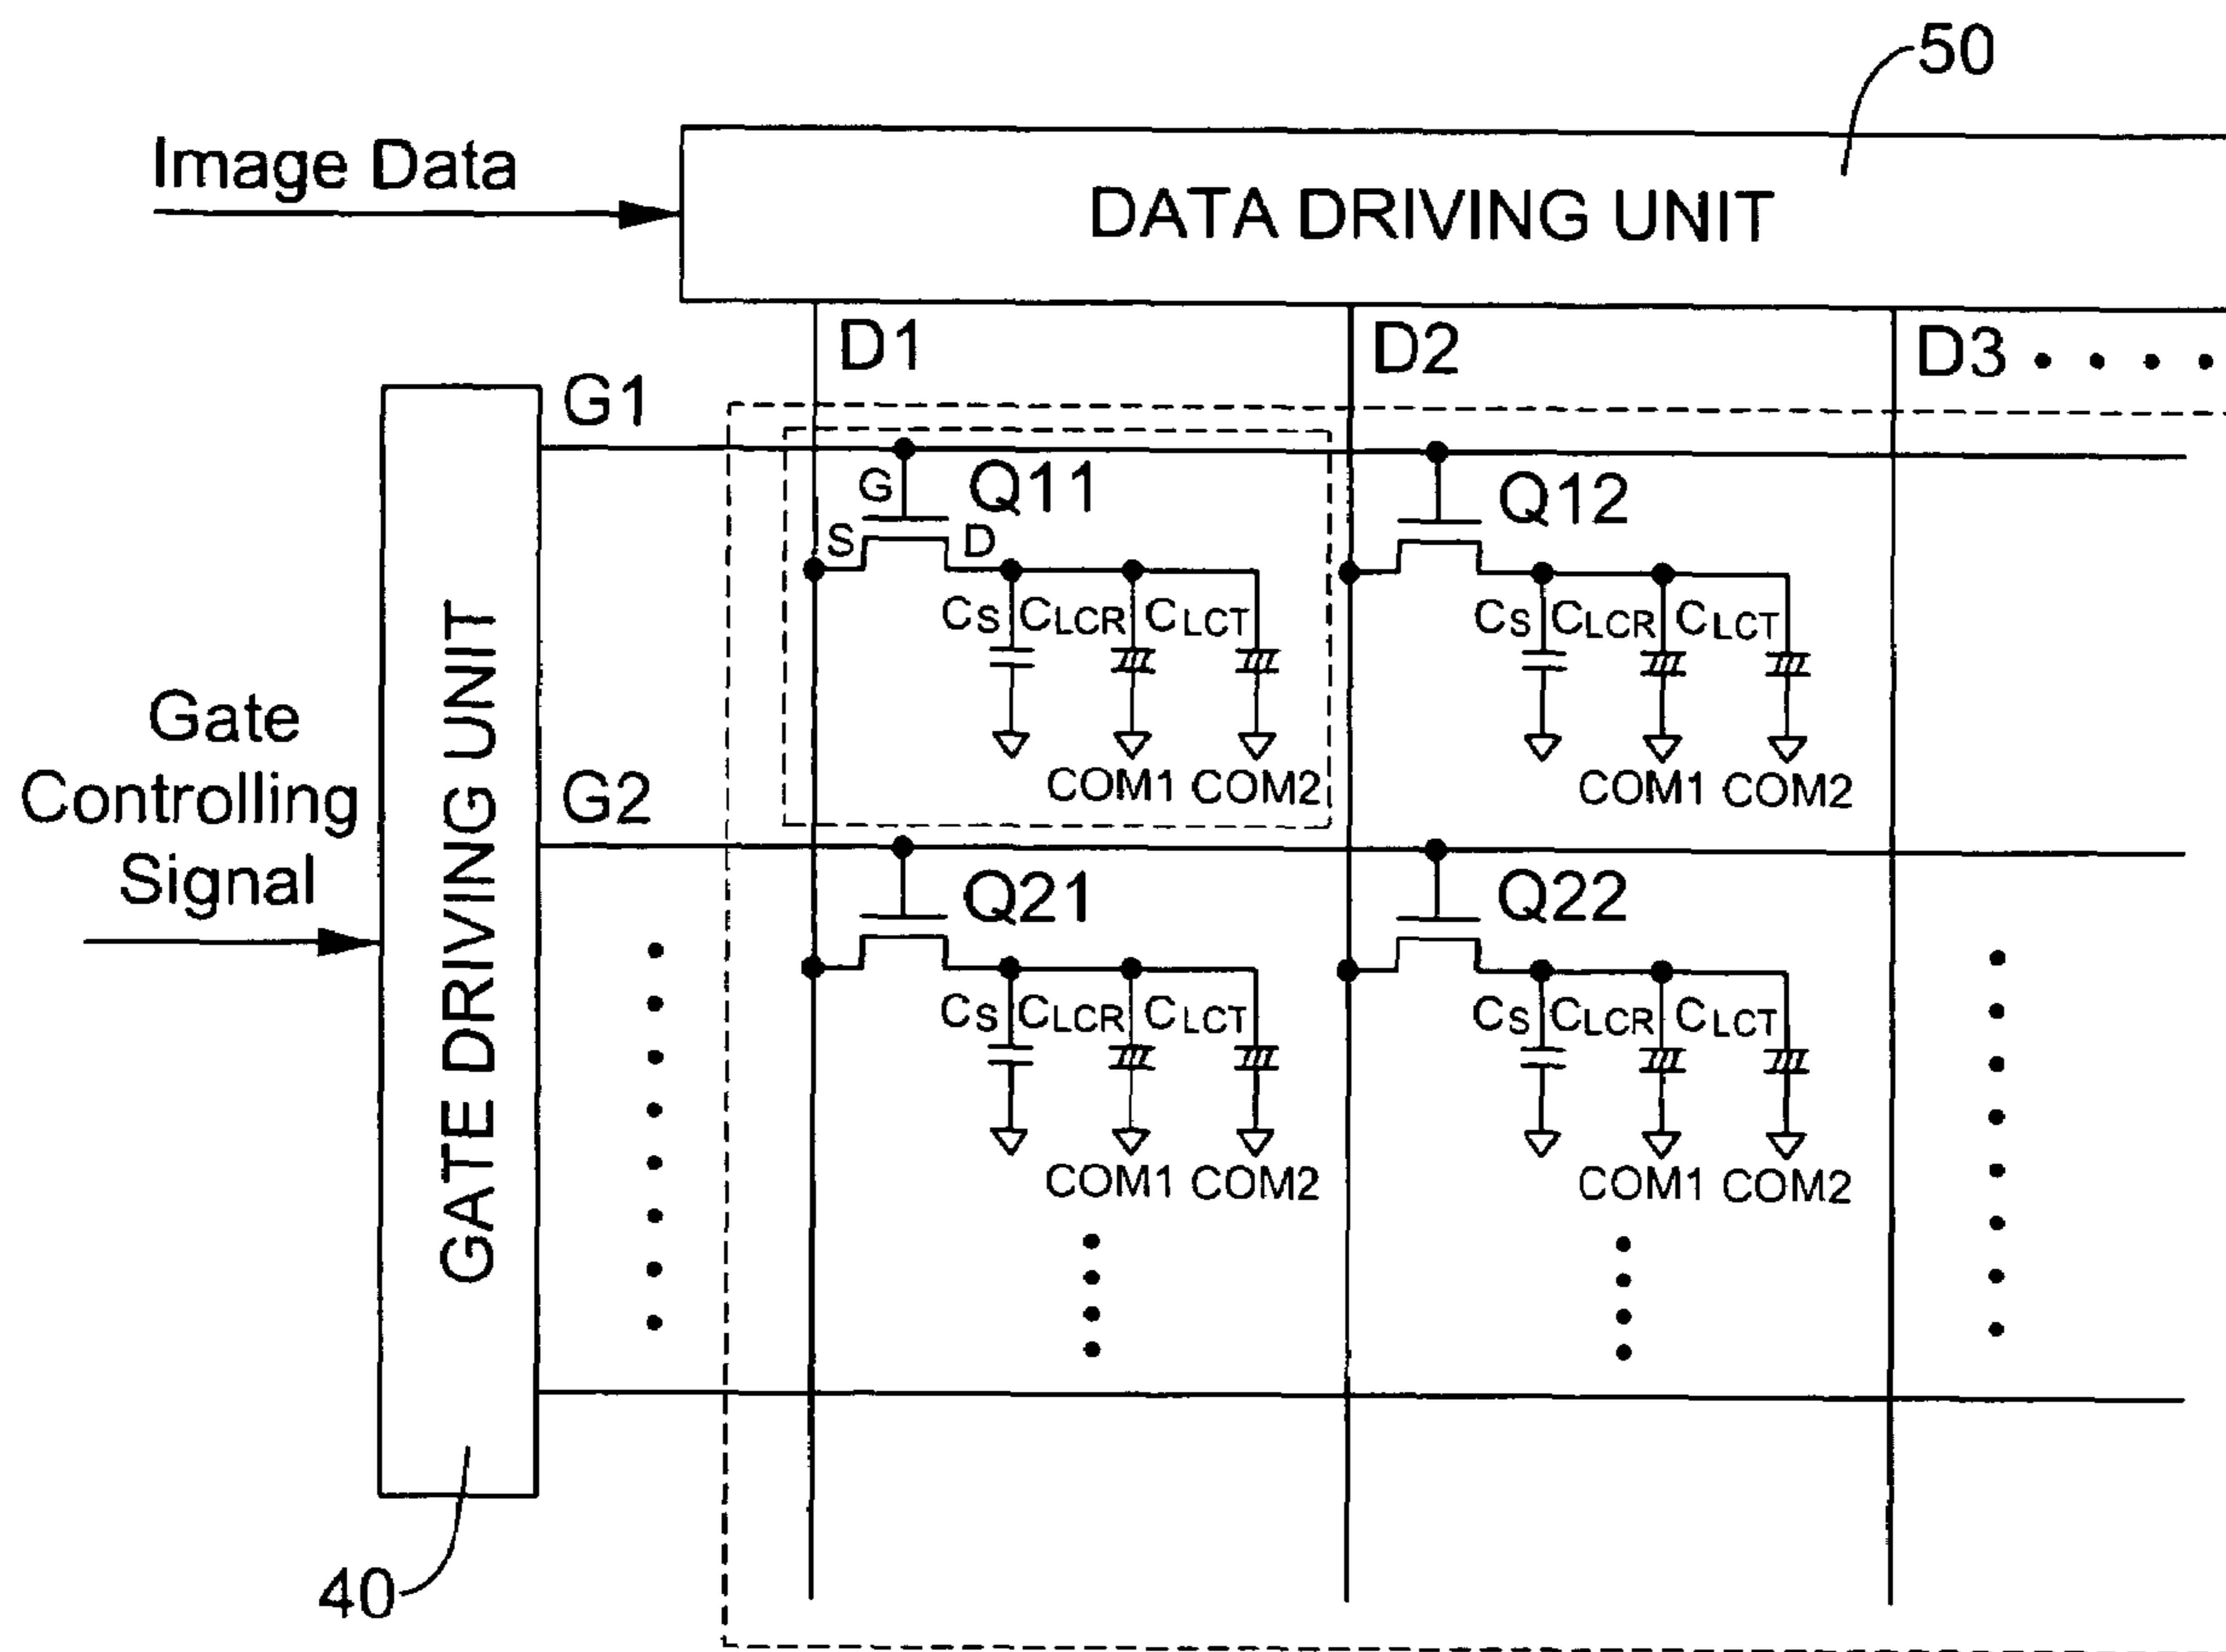 50
Image Data
DATA DRIVING UNIT
D1
D2
D3
G1
G
Q11
Q12
S
D
CS CLCR CLCT
CS CLCR CLCT
Gate
Controlling
Signal
GATE DRIVING UNIT
COM1 COM2
COM1 COM2
G2
Q21
Q22
CS CLCR CLCT
CS CLCR CLCT
COM1 COM2
COM1 COM2
40